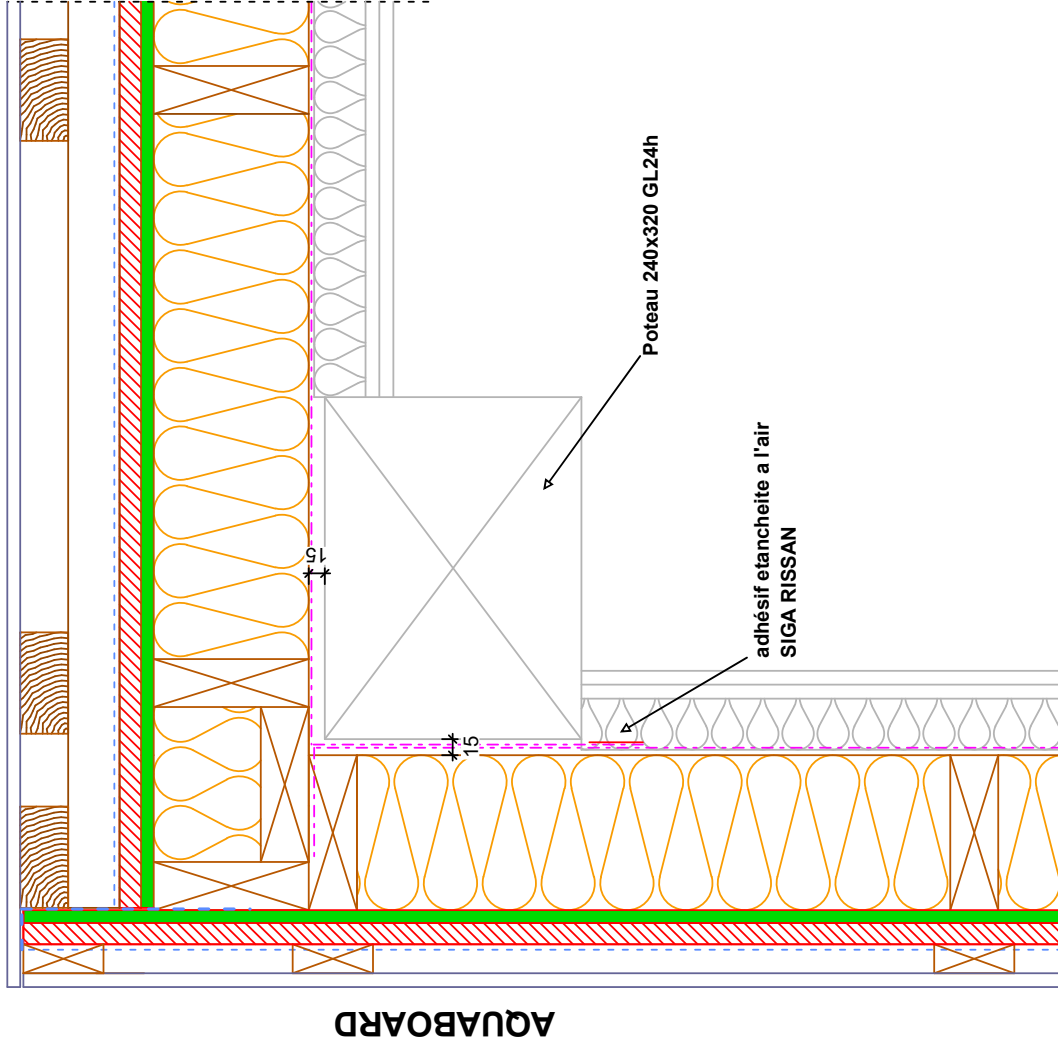 Poteau 240x320 GL24h
15
adhésif etancheite a l'air
SIGA RISSAN
15
AQUABOARD